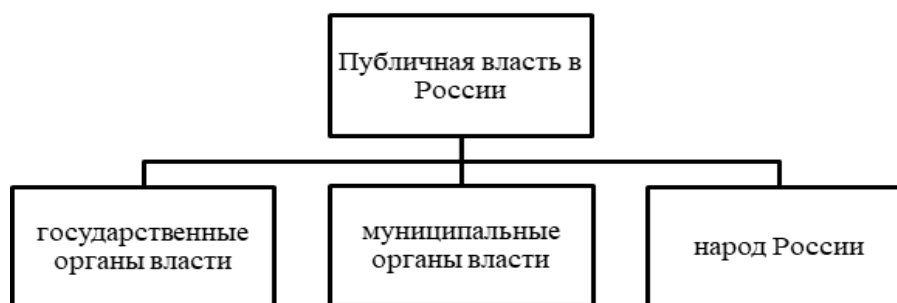 Публичная власть в
России
государственные
органы власти
муниципальные
органы власти
народ России